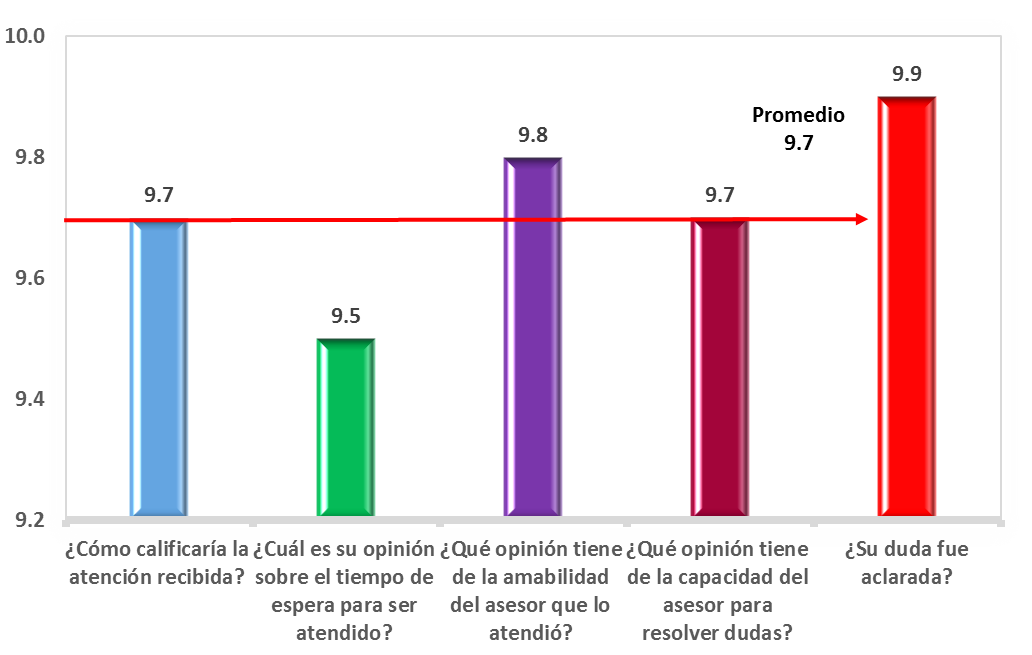 10.0
9.8
9.6
9.4
9.2
9.7
9.5
9.8
9.7
9.9
Promedio
9.7
¿Cómo calificaría la
atención recibida?
¿Cuál es su opinión
sobre el tiempo de
espera para ser
atendido?
¿Qué opinión tiene
de la amabilidad
del asesor que lo
atendió?
¿Qué opinión tiene
de la capacidad del
asesor para
resolver dudas?
¿Su duda fue
aclarada?